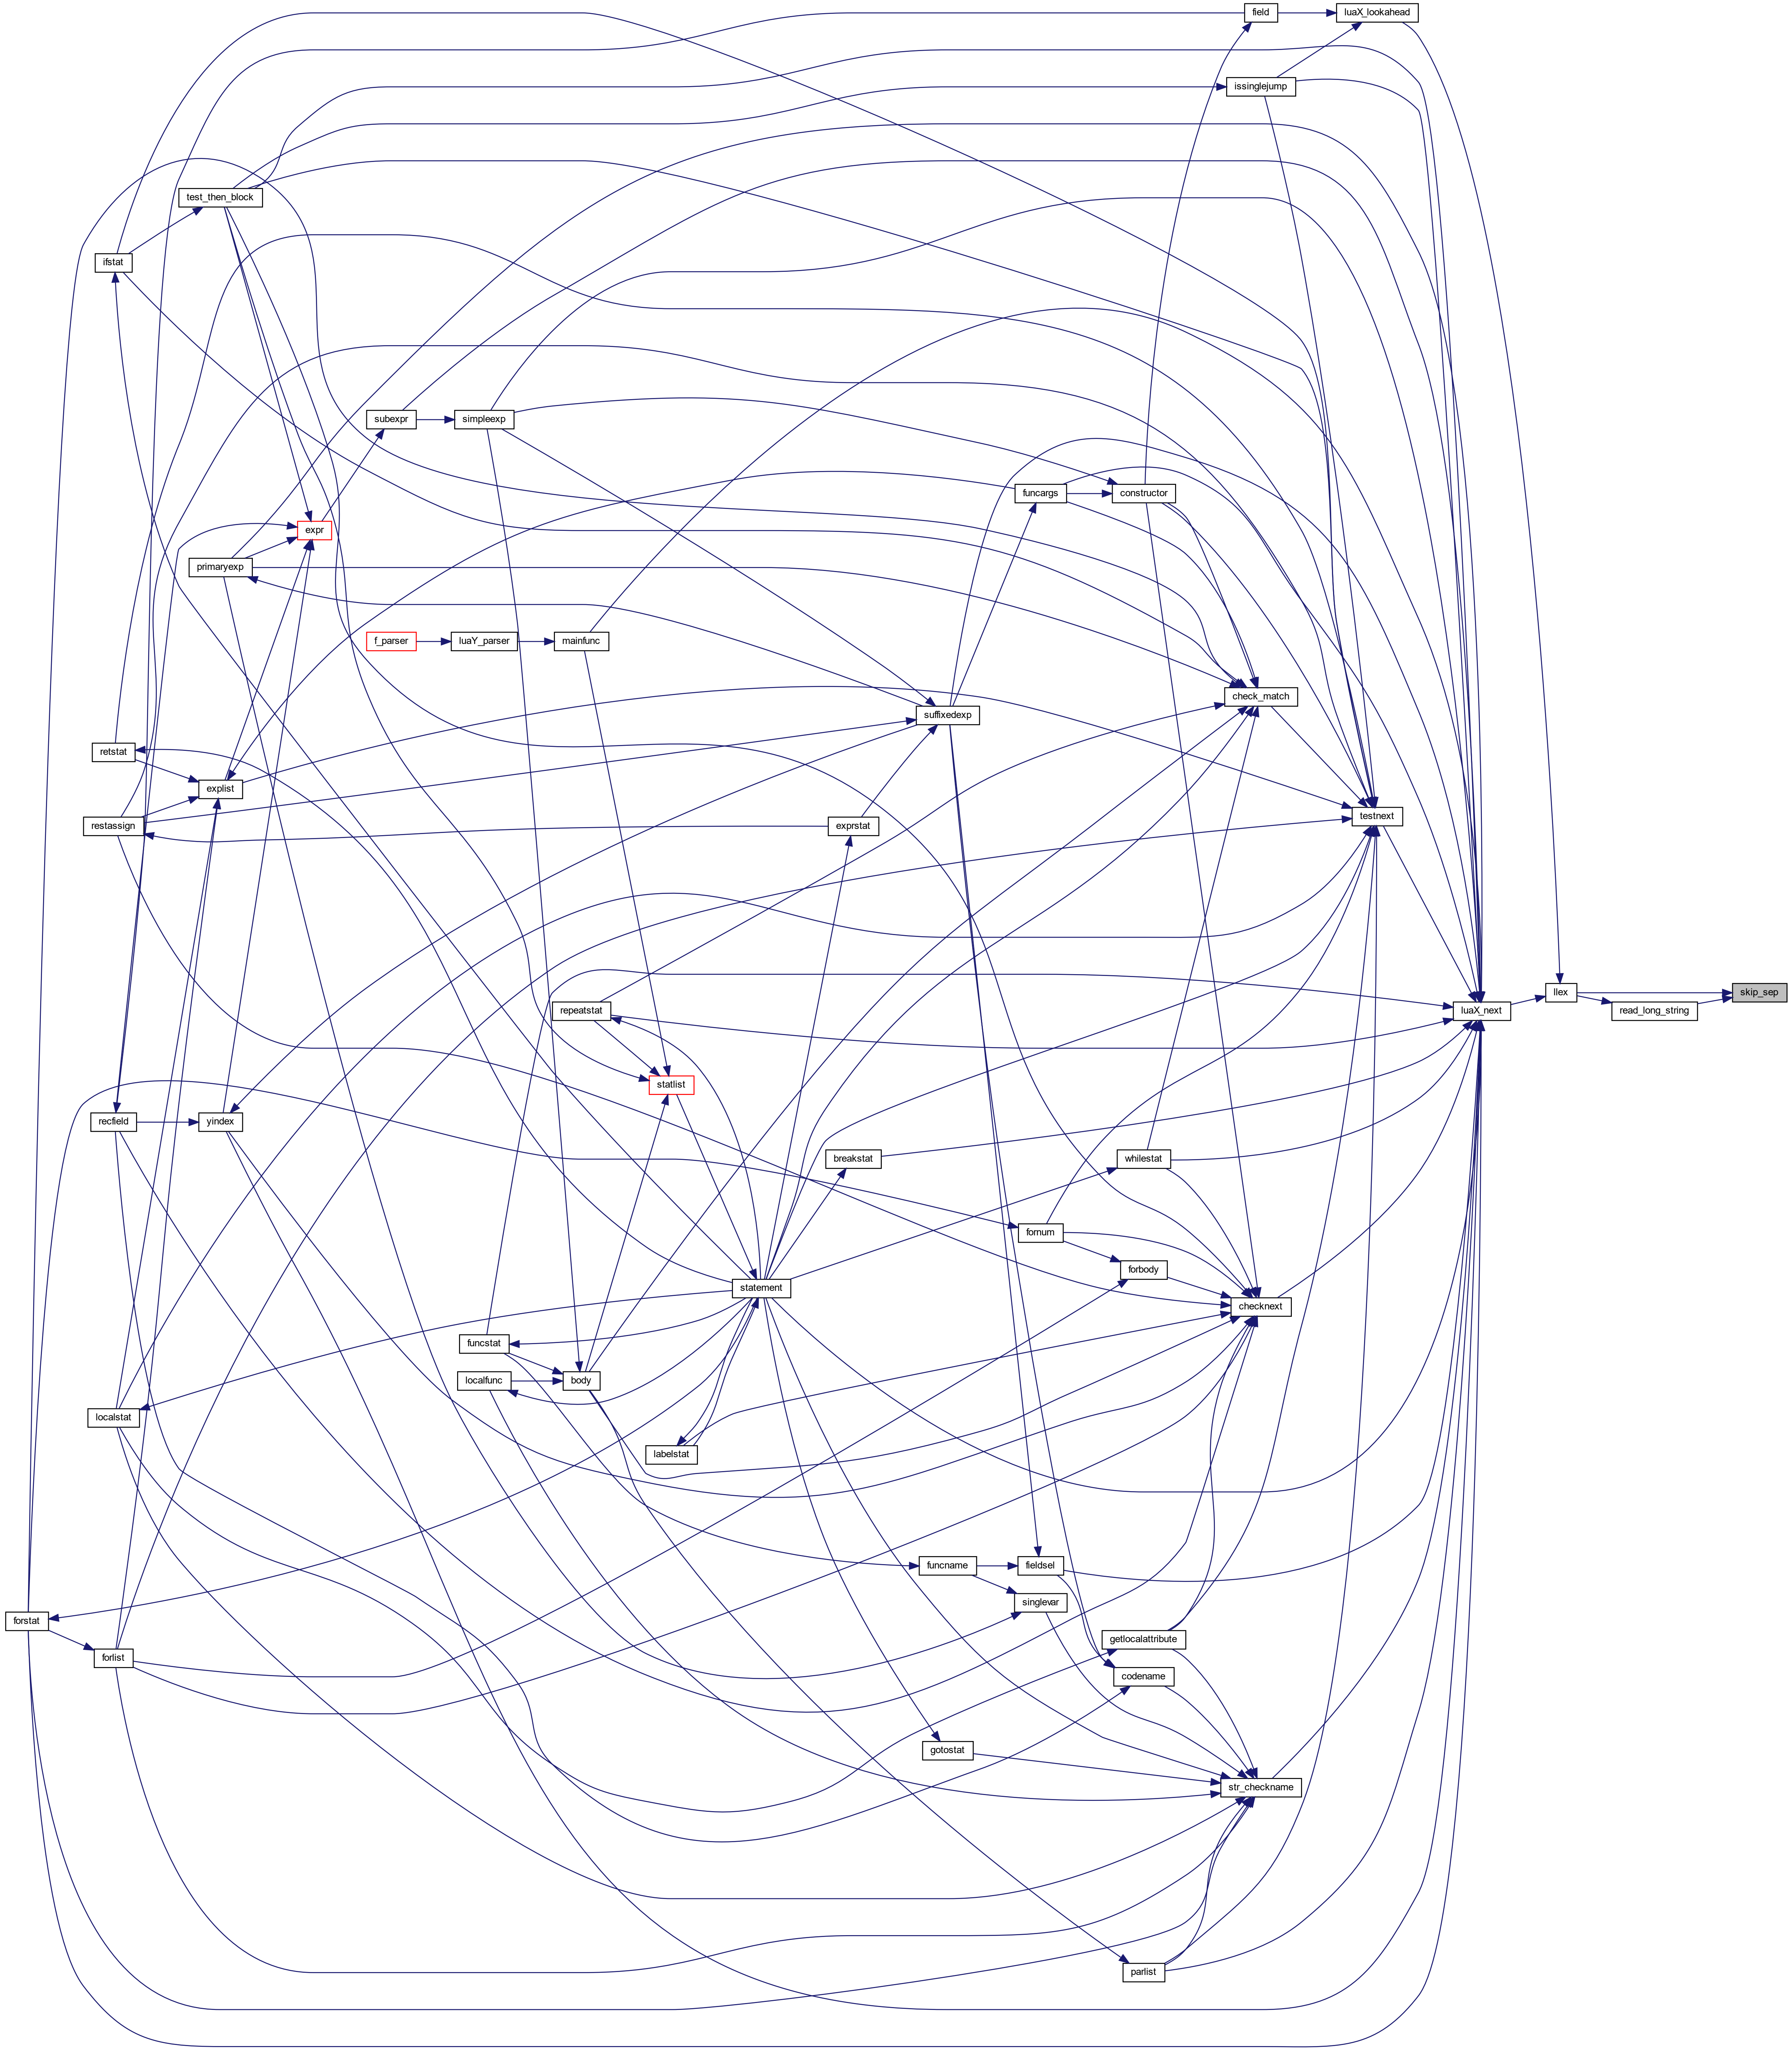 field
luaX_lookahead
issinglejump
test_then_block
ifstat
subexpr
simpleexp
funcargs
constructor
expr
primaryexp
f_parser
luaY_parser
mainfunc
check_match
suffixedexp
retstat
explist
restassign
exprstat
testnext
llex
skip_sep
repeatstat
luaX_next
read_long_string
statlist
recfield
yindex
breakstat
whilestat
fornum
forbody
statement
checknext
funcstat
localfunc
body
localstat
labelstat
funcname
fieldsel
singlevar
forstat
getlocalattribute
forlist
codename
gotostat
str_checkname
parlist